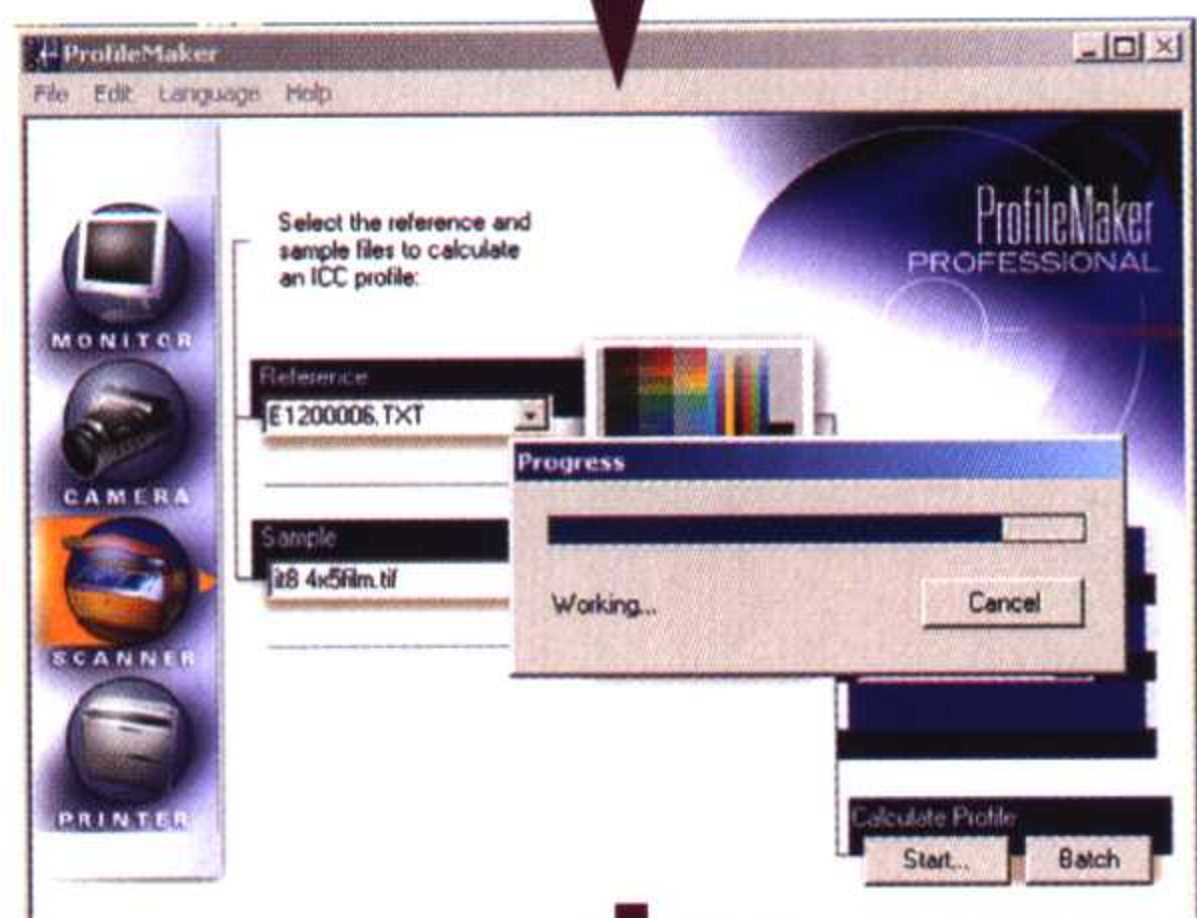 ProfileMaker
File Edit Language Help
Select the reference and
sample files to calculate
an ICC profile:
ProfileMaker
PROFESSIONAL
MONITOR
CAMERA
SCANNER
PRINTER
Reference
E1200006.TXT
Sample
it8 4x5film.tif
Progress
Working...
Cancel
Calculate Profile
Start...
Batch